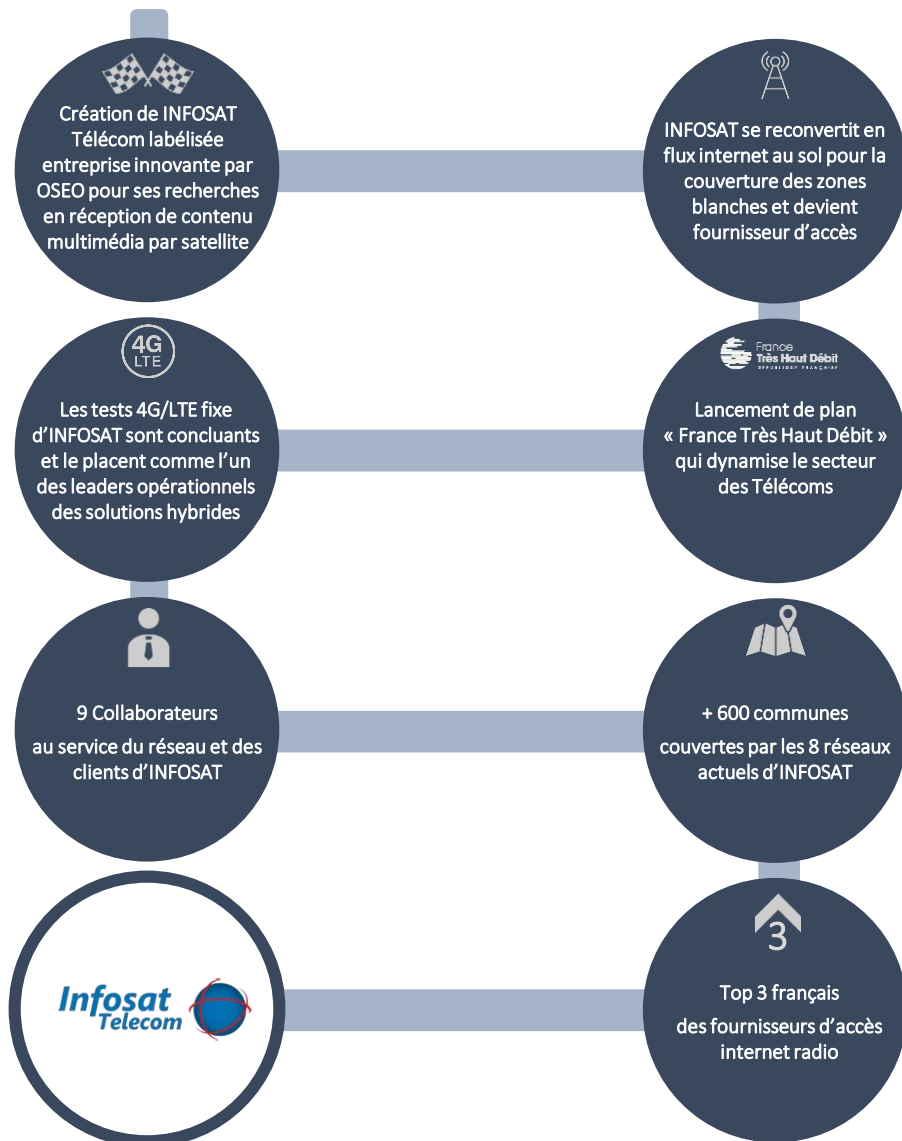 Création de INFOSAT
Télécom labélisée
entreprise innovante par
OSEO pour ses recherches
en réception de contenu
multimédia par satellite
INFOSAT se reconvertit en
flux internet au sol pour la
couverture des zones
blanches et devient
fournisseur d’accès
France
Très Haut Débit
RÉPUBLIQUE FRANÇAISE
Lancement de plan
« France Très Haut Débit »
qui dynamise le secteur
des Télécoms
4G
LTE
Les tests 4G/LTE fixe
d’INFOSAT sont concluants
et le placent comme l’un
des leaders opérationnels
des solutions hybrides
9 Collaborateurs
au service du réseau et des
clients d’INFOSAT
+ 600 communes
couvertes par les 8 réseaux
actuels d’INFOSAT
3
Top 3 français
des fournisseurs d’accès
internet radio
Infosat
Telecom